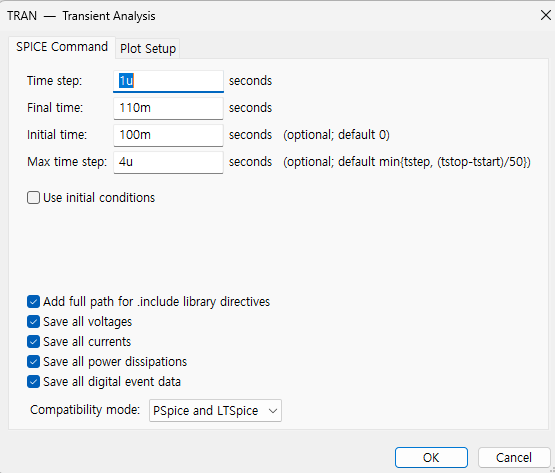 TRAN — Transient Analysis
SPICE Command Plot Setup
Time step: 1u seconds
Final time: 110m seconds
Initial time: 100m seconds (optional; default 0)
Max time step: 4u seconds (optional; default min{tstep, (tstop-tstart)/50})
Use initial conditions
Add full path for .include library directives
Save all voltages
Save all currents
Save all power dissipations
Save all digital event data
Compatibility mode: PSpice and LTSpice
OK Cancel